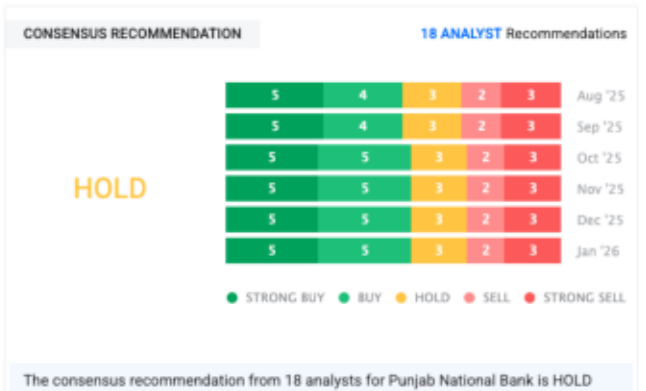 CONSENSUS RECOMMENDATION 18 ANALYST Recommendations
5 4 3 2 3 Aug '25
5 4 3 2 3 Sep '25
5 5 3 2 3 Oct '25
HOLD 5 5 3 2 3 Nov '25
5 5 3 2 3 Dec '25
5 5 3 2 3 Jan '26
STRONG BUY BUY HOLD SELL STRONG SELL
The consensus recommendation from 18 analysts for Punjab National Bank is HOLD